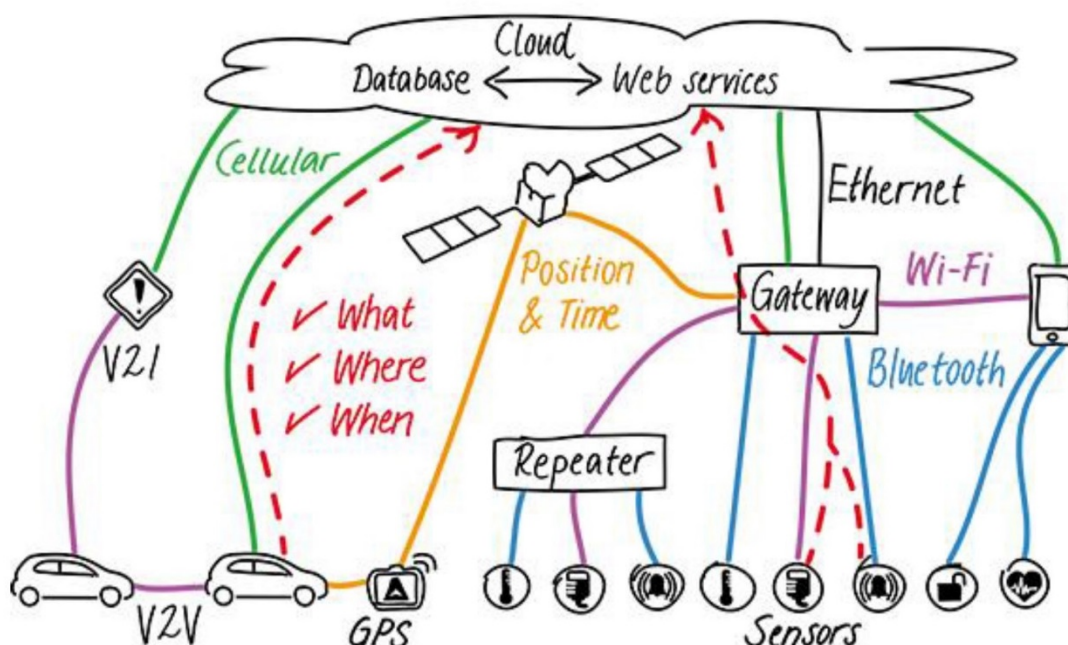 Cloud
Database
Web services
Cellular
Ethernet
Position
& Time
Gateway
Wi-Fi
✓ What
✓ Where
✓ When
V2I
Bluetooth
Repeater
V2V
GPS
Sensors